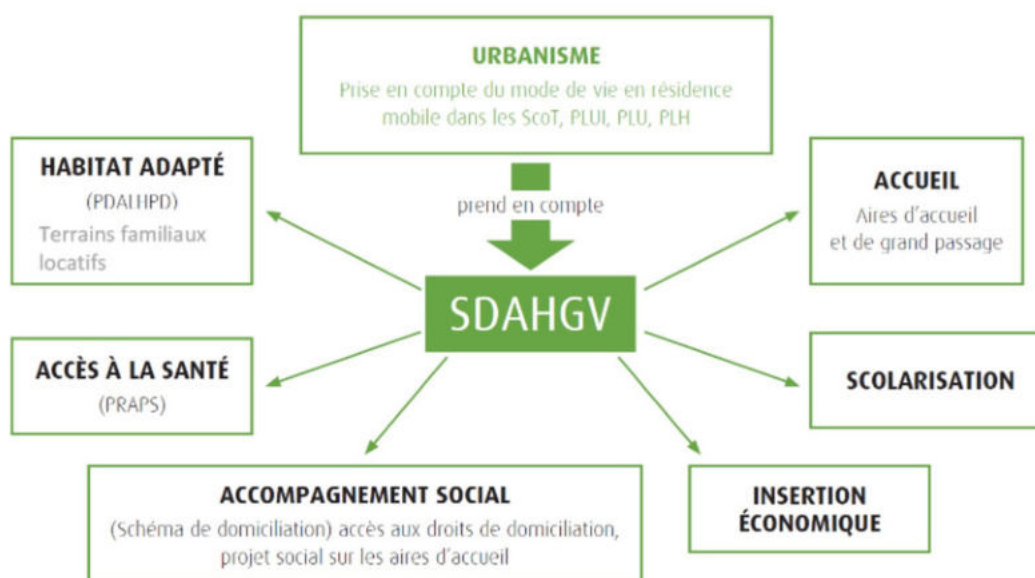 URBANISME
Prise en compte du mode de vie en résidence
mobile dans les ScoT, PLUI, PLU, PLH
HABITAT ADAPTÉ
(PDALHPD)
Terrains familiaux
locatifs
prend en compte
ACCUEIL
Aires d'accueil
et de grand passage
SDAHGV
ACCÈS À LA SANTÉ
(PRAPS)
SCOLARISATION
ACCOMPAGNEMENT SOCIAL
(Schéma de domiciliation) accès aux droits de domiciliation,
projet social sur les aires d'accueil
INSERTION
ÉCONOMIQUE